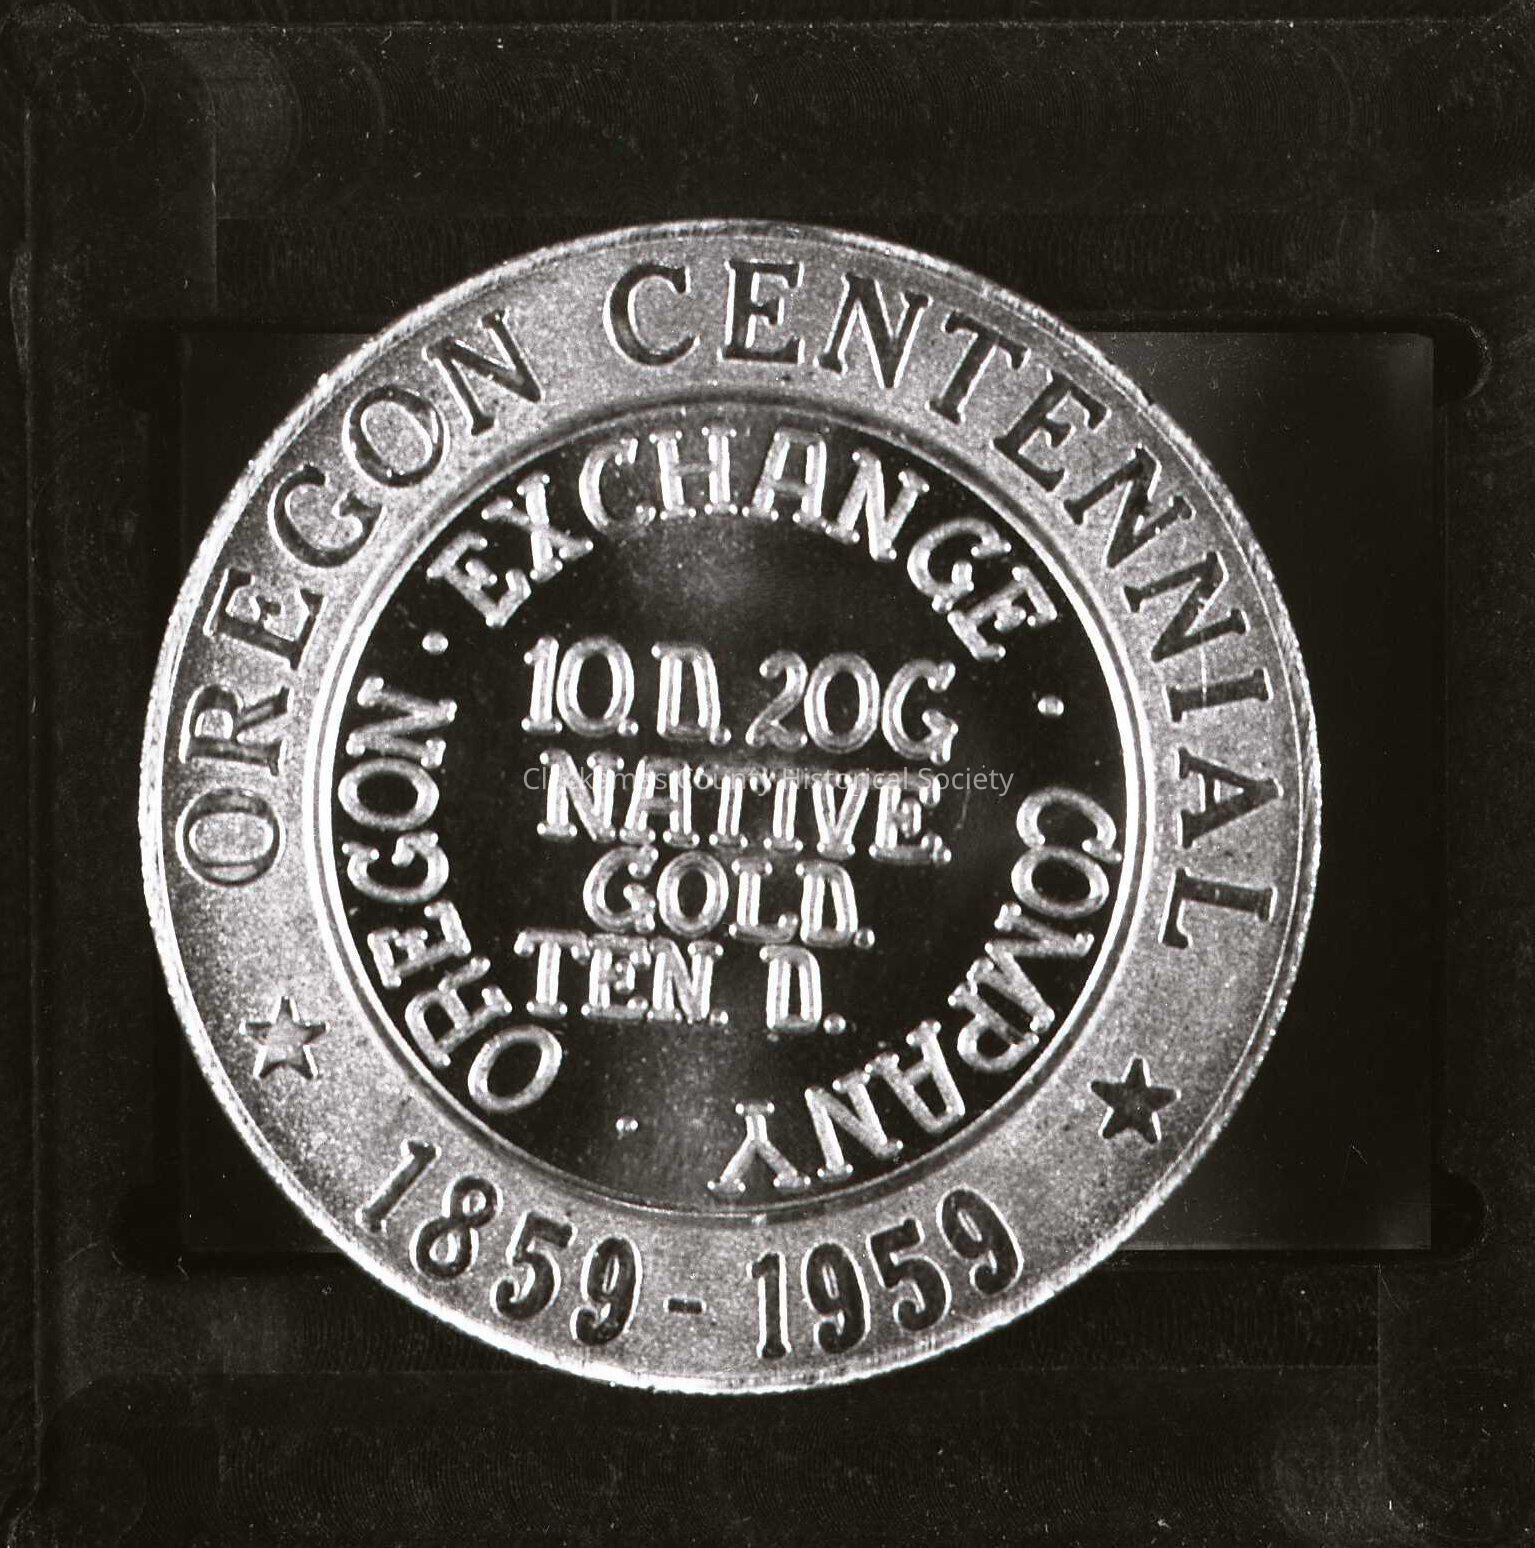 OREGON CENTENNIAL
1859-1959
OREGON · EXCHANGE · COMPANY ·
10.D. 20G
NATIVE.
GOLD.
TEN. D.
Clackamas County Historical Society